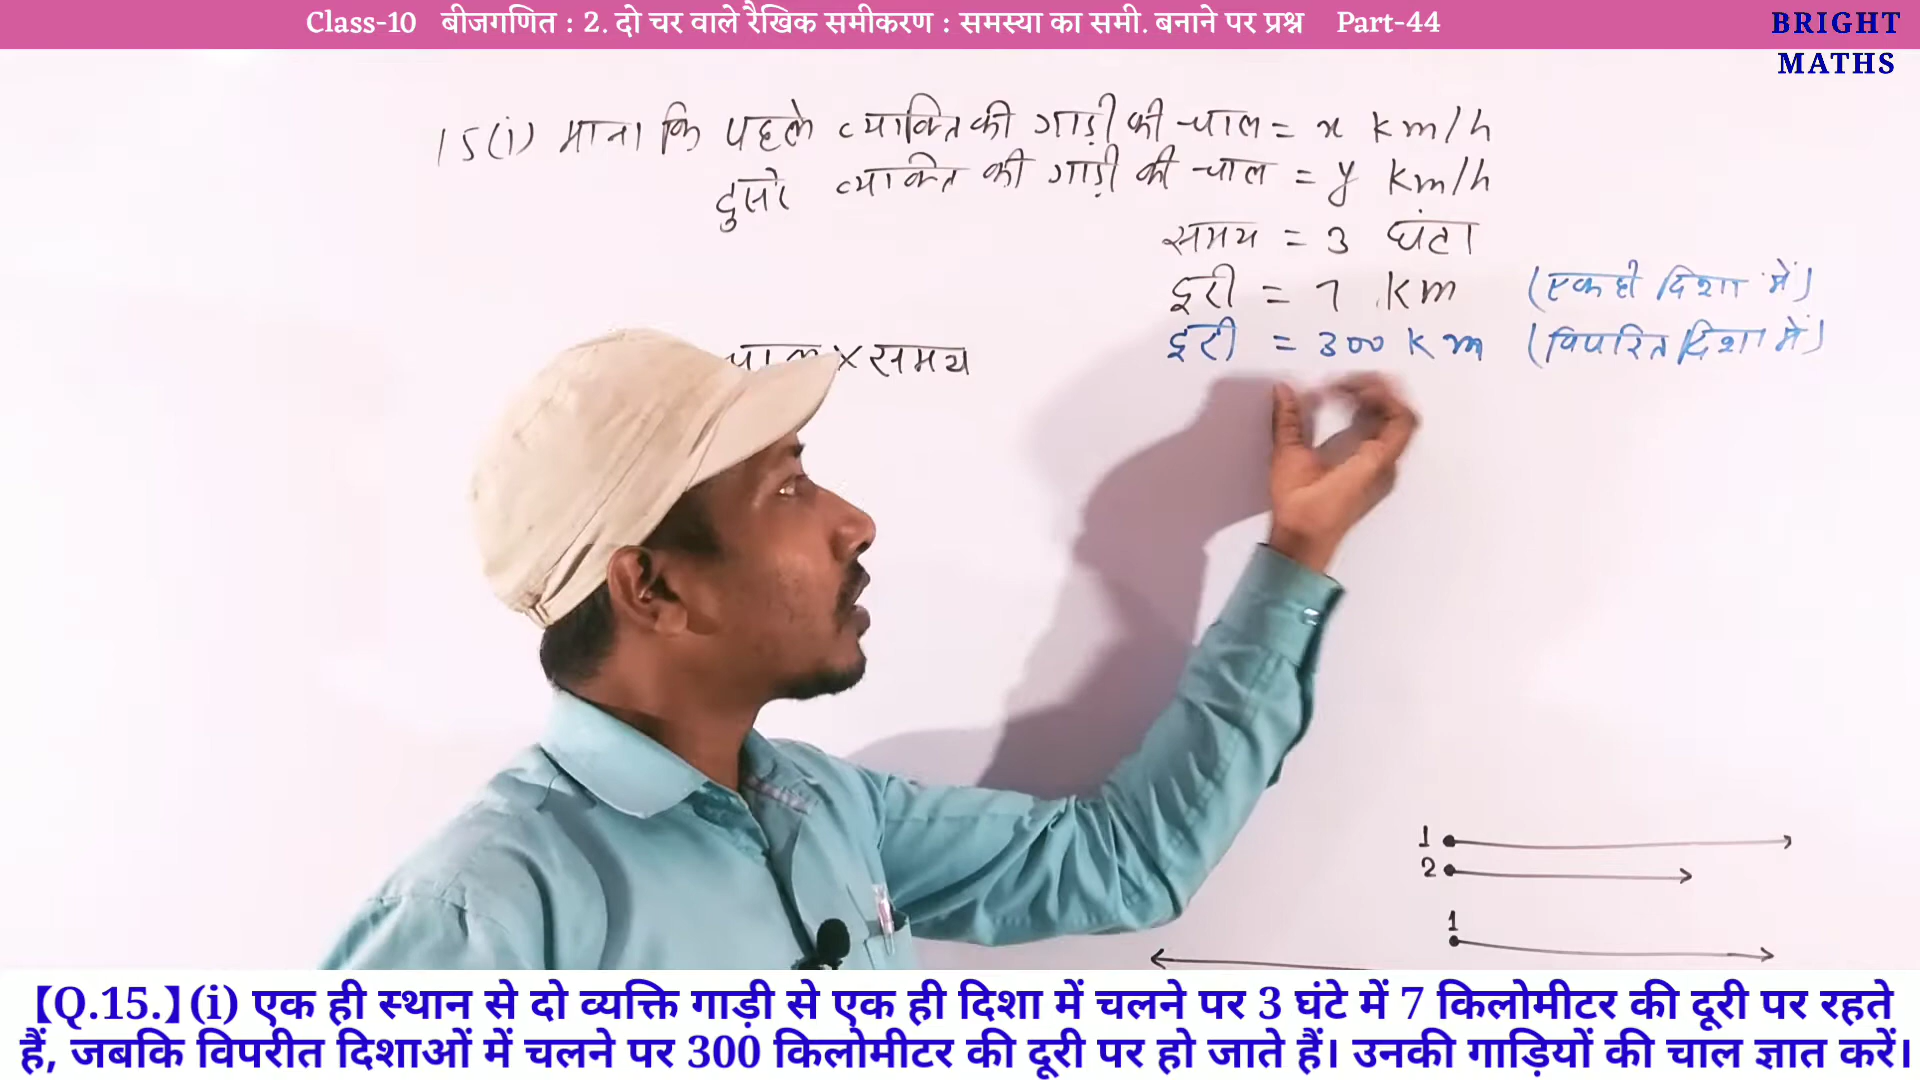 Class-10 बीजगणित : 2. दो चर वाले रैखिक समीकरण : समस्या का समी. बनाने पर प्रश्न Part-44
BRIGHT
MATHS
15(i) माना कि पहले व्यक्ति की गाड़ी की चाल = x km/h
दुसरे व्यक्ति की गाड़ी की चाल = y km/h
समय = 3 घंटा
दुरी = 7 km (एक ही दिशा में)
दुरी = 300 km (विपरित दिशा में)
चाल × समय
1
2
1
【Q.15.】(i) एक ही स्थान से दो व्यक्ति गाड़ी से एक ही दिशा में चलने पर 3 घंटे में 7 किलोमीटर की दूरी पर रहते
हैं, जबकि विपरीत दिशाओं में चलने पर 300 किलोमीटर की दूरी पर हो जाते हैं। उनकी गाड़ियों की चाल ज्ञात करें।